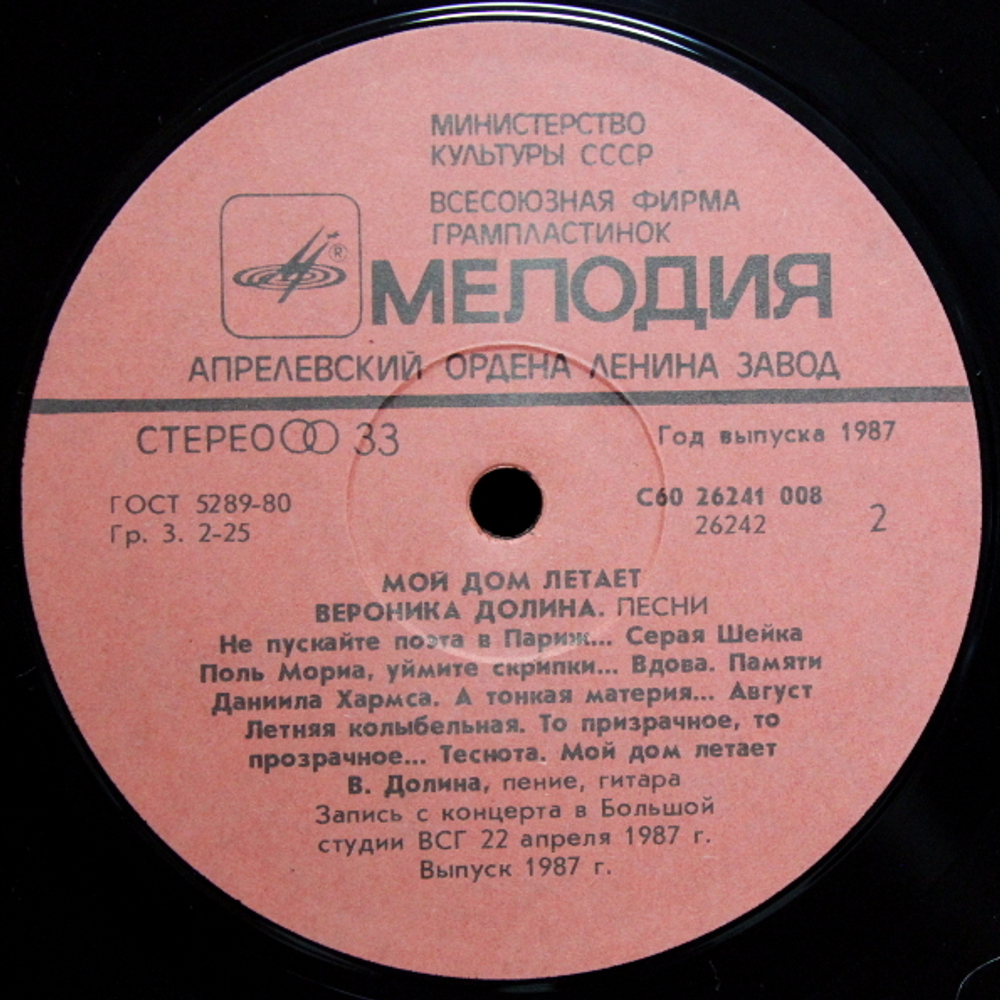 МИНИСТЕРСТВО
КУЛЬТУРЫ СССР
ВСЕСОЮЗНАЯ ФИРМА
ГРАМПЛАСТИНОК
®
МЕЛОДИЯ
АПРЕЛЕВСКИЙ ОРДЕНА ЛЕНИНА ЗАВОД
СТЕРЕО 33
Год выпуска 1987
ГОСТ 5289-80
Гр. 3. 2-25
С60 26241 008
26242
2
МОЙ ДОМ ЛЕТАЕТ
ВЕРОНИКА ДОЛИНА. ПЕСНИ
Не пускайте поэта в Париж... Серая Шейка
Поль Мориа, уймите скрипки... Вдова. Памяти
Даниила Хармса. А тонкая материя... Август
Летняя колыбельная. То призрачное, то
прозрачное... Теснота. Мой дом летает
В. Долина, пение, гитара
Запись с концерта в Большой
студии ВСГ 22 апреля 1987 г.
Выпуск 1987 г.